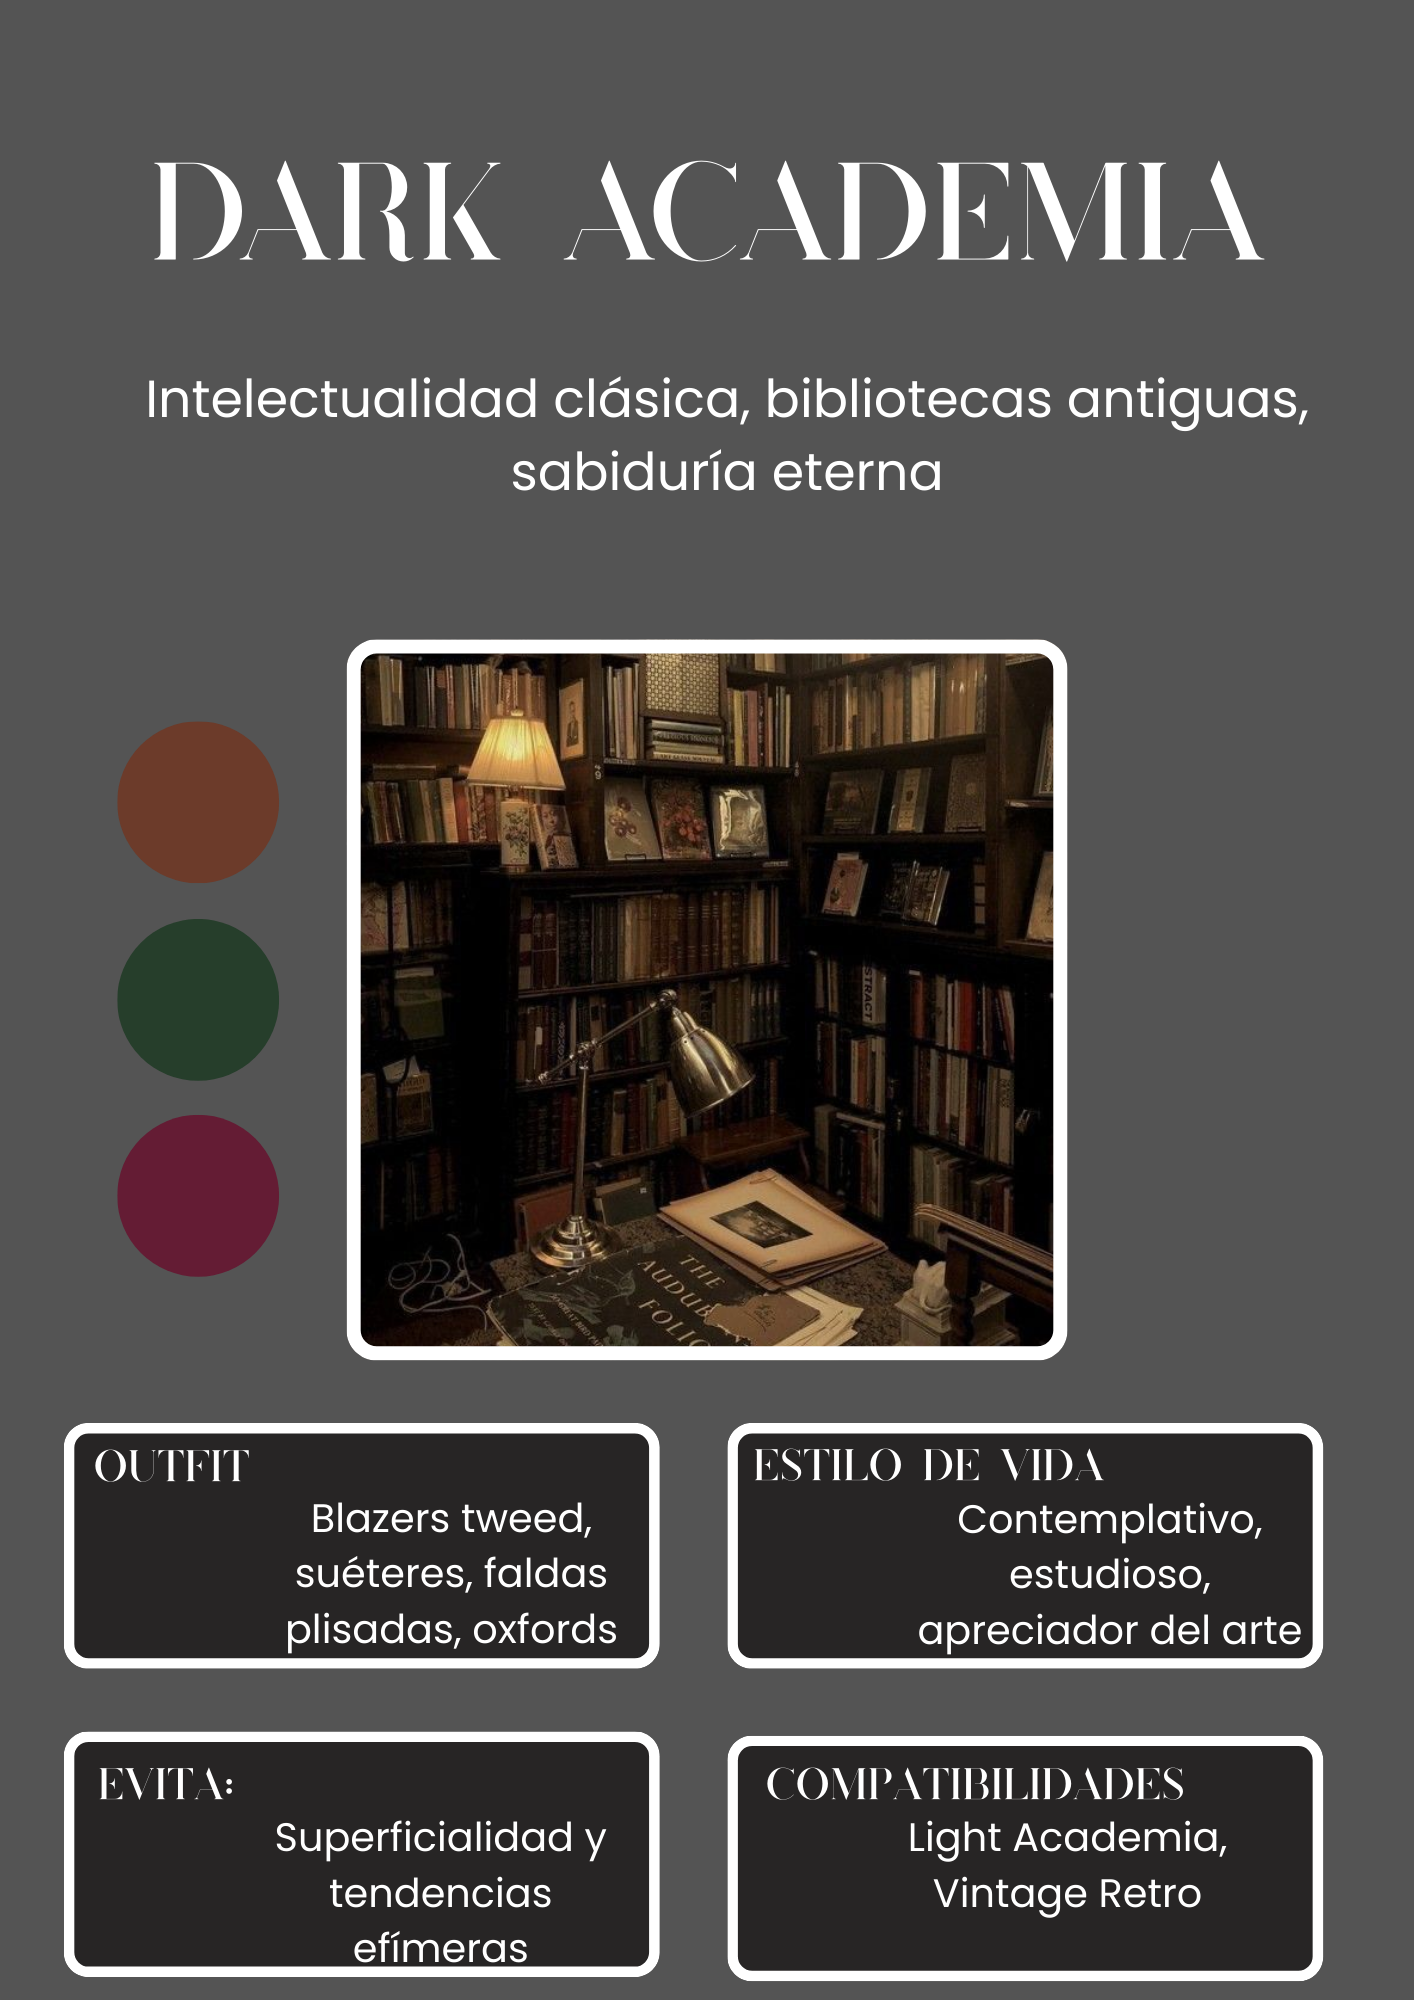 DARK ACADEMIA
Intelectualidad clásica, bibliotecas antiguas,
sabiduría eterna
STRACT
THE
FOLIO
OUTFIT
Blazers tweed,
suéteres, faldas
plisadas, oxfords
ESTILO DE VIDA
Contemplativo,
estudioso,
apreciador del arte
EVITA:
Superficialidad y
tendencias
efímeras
COMPATIBILIDADES
Light Academia,
Vintage Retro